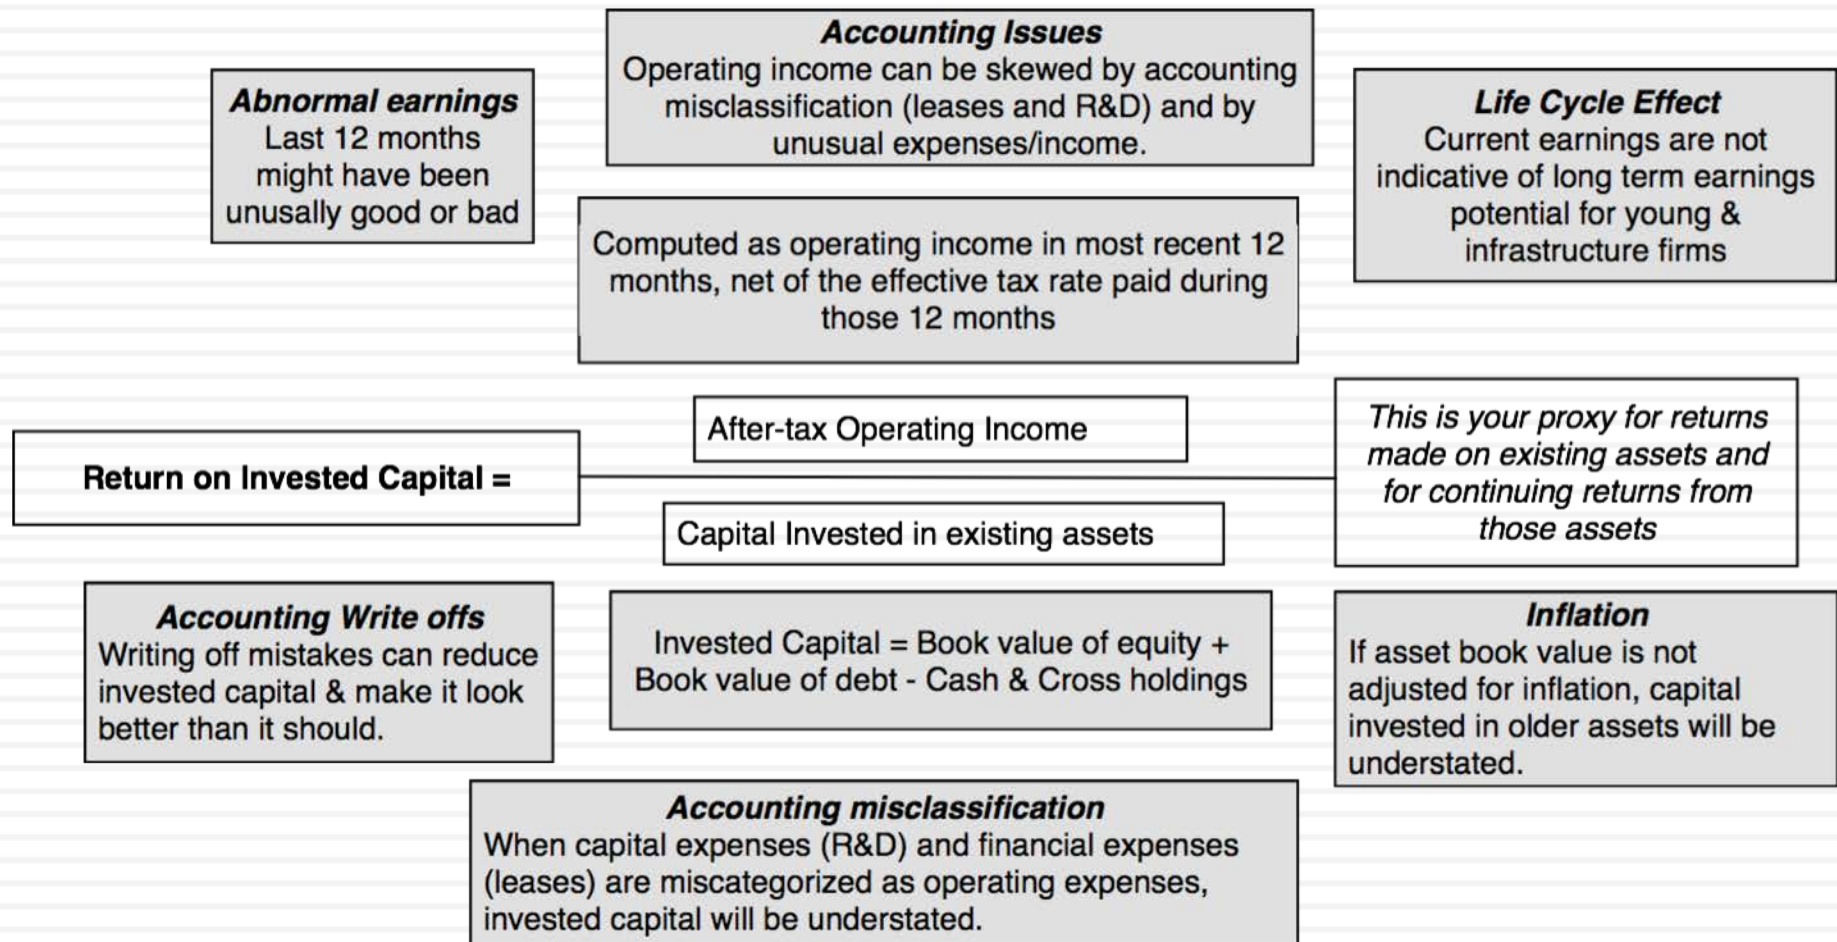 Accounting Issues
Operating income can be skewed by accounting
misclassification (leases and R&D) and by
unusual expenses/income.
Abnormal earnings
Last 12 months
might have been
unusally good or bad
Life Cycle Effect
Current earnings are not
indicative of long term earnings
potential for young &
infrastructure firms
Computed as operating income in most recent 12
months, net of the effective tax rate paid during
those 12 months
Return on Invested Capital =
After-tax Operating Income
Capital Invested in existing assets
This is your proxy for returns
made on existing assets and
for continuing returns from
those assets
Accounting Write offs
Writing off mistakes can reduce
invested capital & make it look
better than it should.
Invested Capital = Book value of equity +
Book value of debt - Cash & Cross holdings
Inflation
If asset book value is not
adjusted for inflation, capital
invested in older assets will be
understated.
Accounting misclassification
When capital expenses (R&D) and financial expenses
(leases) are miscategorized as operating expenses,
invested capital will be understated.